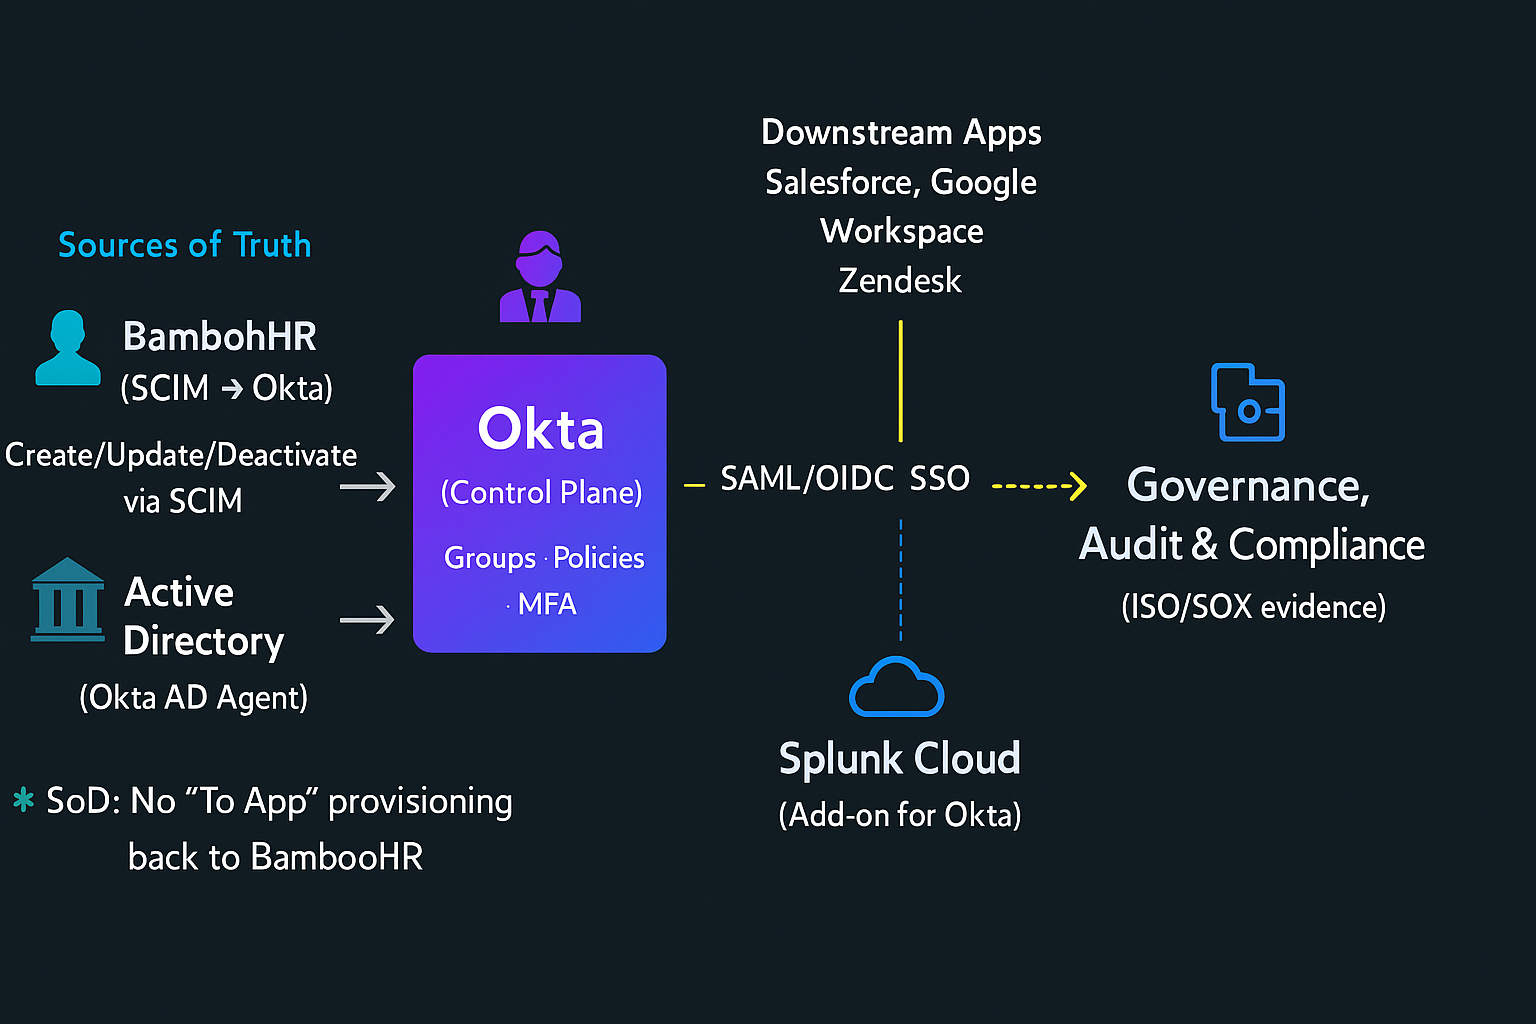 Sources of Truth
BambohHR
(SCIM → Okta)
Create/Update/Deactivate
via SCIM
Active
Directory
(Okta AD Agent)
* SoD: No “To App” provisioning
back to BambooHR
Okta
(Control Plane)
Groups · Policies
· MFA
Downstream Apps
Salesforce, Google
Workspace
Zendesk
SAML/OIDC SSO
Splunk Cloud
(Add-on for Okta)
Governance,
Audit & Compliance
(ISO/SOX evidence)